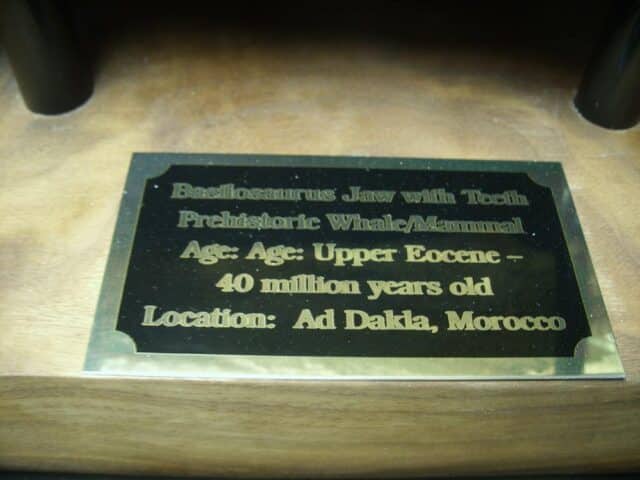 Basilosaurus Jaw with Teeth
Prehistoric Whale/Mammal
Age: Age: Upper Eocene –
40 million years old
Location: Ad Dakla, Morocco